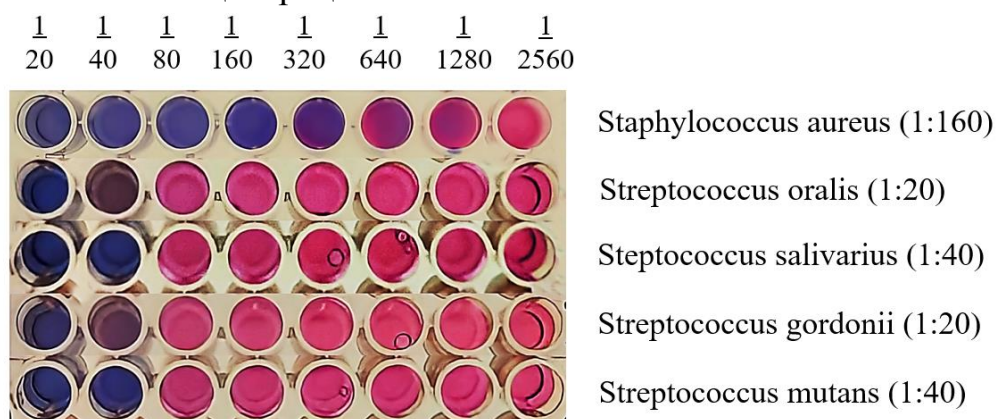 1 1 1 1 1 1 1 1
20 40 80 160 320 640 1280 2560
Staphylococcus aureus (1:160)
Streptococcus oralis (1:20)
Steptococcus salivarius (1:40)
Streptococcus gordonii (1:20)
Streptococcus mutans (1:40)